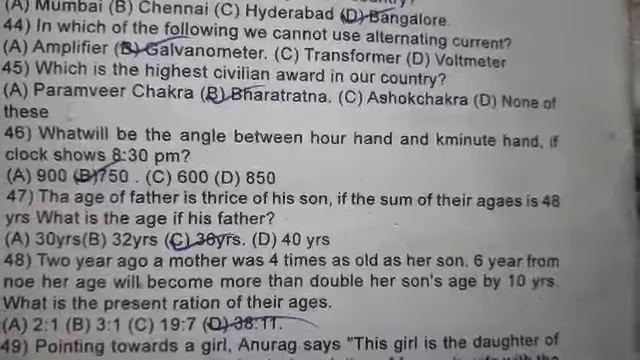 (A) Mumbai (B) Chennai (C) Hyderabad (D) Bangalore
44) In which of the following we cannot use alternating current?
(A) Amplifier (B) Galvanometer. (C) Transformer (D) Voltmeter
45) Which is the highest civilian award in our country?
(A) Paramveer Chakra (B) Bharatratna. (C) Ashokchakra (D) None of
these
46) Whatwill be the angle between hour hand and kminute hand, if
clock shows 8:30 pm?
(A) 900 (B)750 . (C) 600 (D) 850
47) Tha age of father is thrice of his son, if the sum of their agaes is 48
yrs What is the age if his father?
(A) 30yrs(B) 32yrs (C) 36yrs. (D) 40 yrs
48) Two year ago a mother was 4 times as old as her son. 6 year from
noe her age will become more than double her son's age by 10 yrs.
What is the present ration of their ages.
(A) 2:1 (B) 3:1 (C) 19:7 (D) 38:11.
49) Pointing towards a girl, Anurag says "This girl is the daughter of